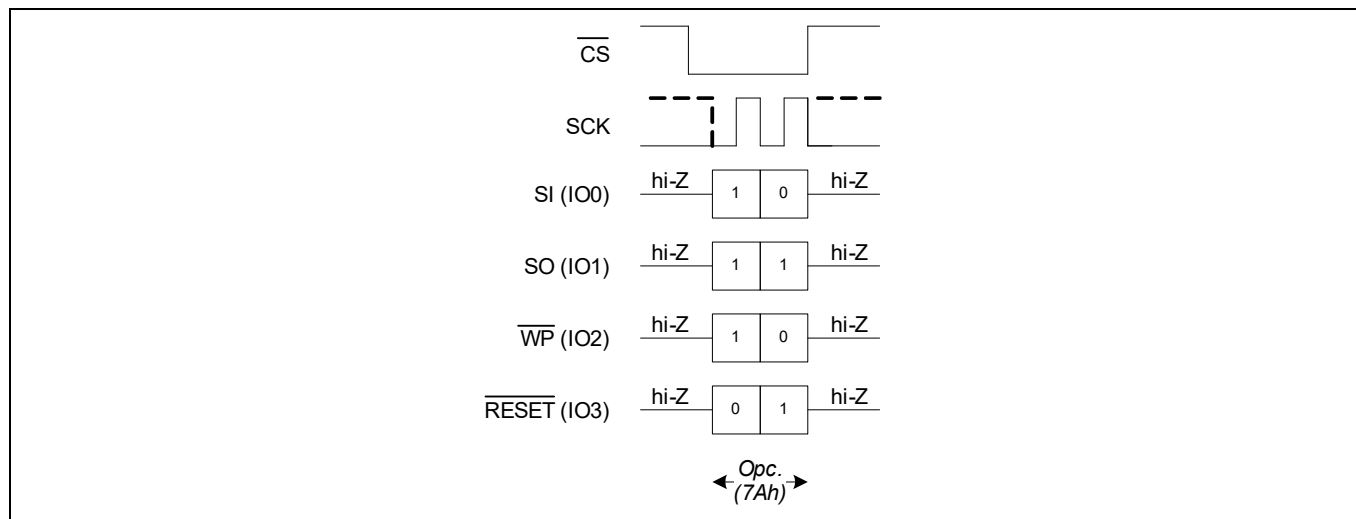 CS
SCK
hi-Z 1 0 hi-Z
SI (IO0)
hi-Z 1 1 hi-Z
SO (IO1)
hi-Z 1 0 hi-Z
WP (IO2)
hi-Z 0 1 hi-Z
RESET (IO3)
Opc.
(7Ah)